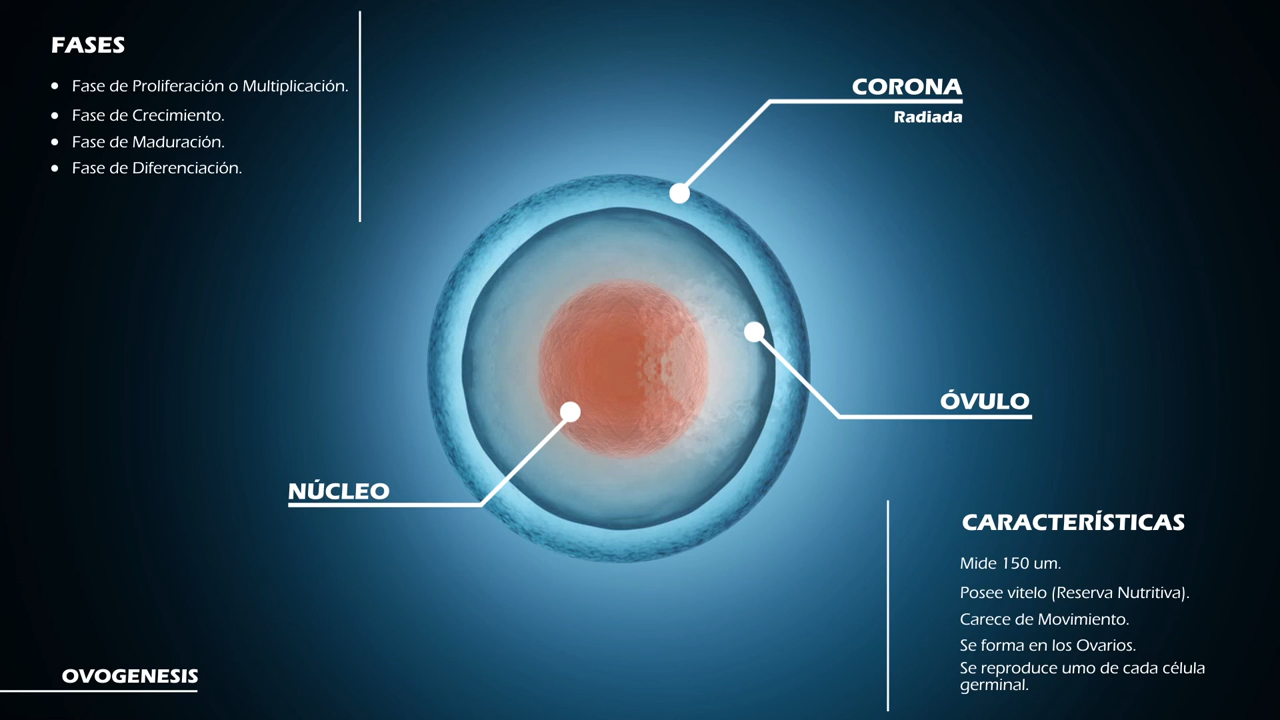 FASES
• Fase de Proliferación o Multiplicación.
• Fase de Crecimiento.
• Fase de Maduración.
• Fase de Diferenciación.
CORONA
Radiada
ÓVULO
NÚCLEO
CARACTERÍSTICAS
Mide 150 um.
Posee vitelo (Reserva Nutritiva).
Carece de Movimiento.
Se forma en los Ovarios.
Se reproduce umo de cada célula
germinal.
OVOGENESIS